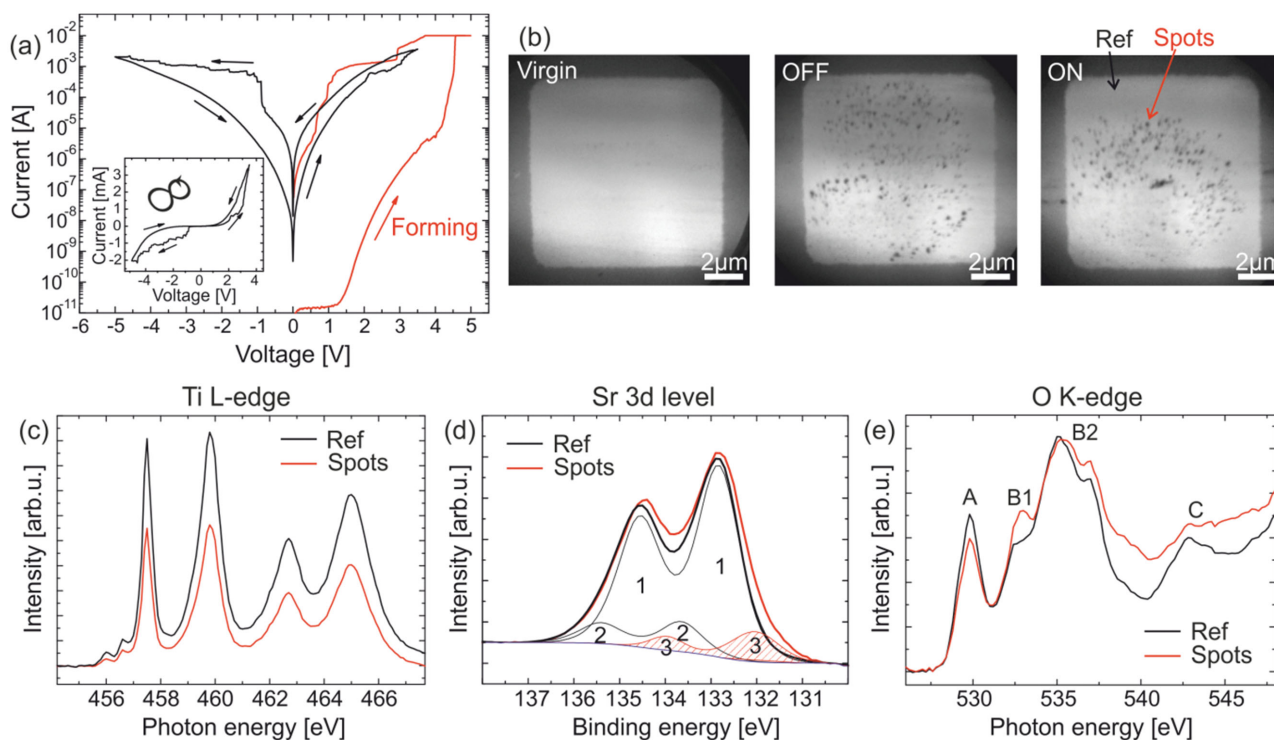 (a)
10⁻²
10⁻³
10⁻⁴
10⁻⁵
10⁻⁶
10⁻⁷
10⁻⁸
10⁻⁹
10⁻¹⁰
10⁻¹¹
Current [A]
Forming
-6 -5 -4 -3 -2 -1 0 1 2 3 4 5
Voltage [V]
3
2
1
0
-1
-2
Current [mA]
-4 -2 0 2 4
Voltage [V]
(b)
Virgin
2µm
OFF
2µm
Ref
Spots
ON
2µm
Ti L-edge
(c)
Ref
Spots
Intensity [arb.u.]
456 458 460 462 464 466
Photon energy [eV]
Sr 3d level
(d)
Ref
Spots
1
1
2
2
3
3
Intensity [arb.u.]
137 136 135 134 133 132 131
Binding energy [eV]
O K-edge
(e)
A
B1
B2
C
Ref
Spots
Intensity [arb.u.]
530 535 540 545
Photon energy [eV]